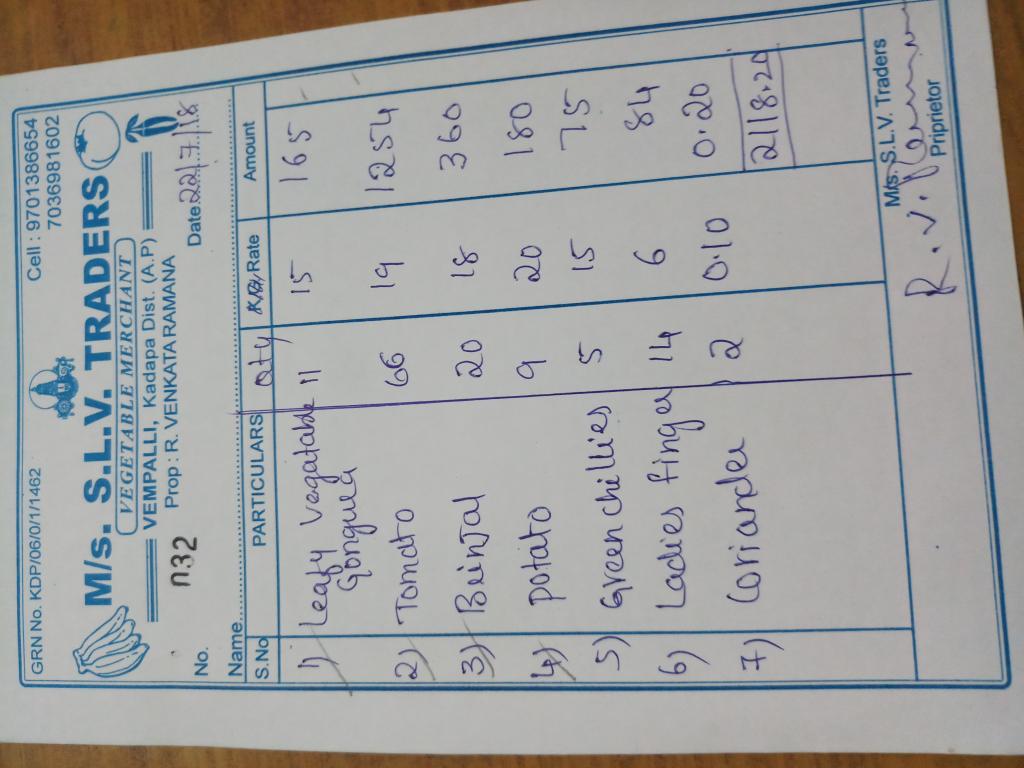 GRN No. KDP/06/0/1/1462 Cell : 9701386654
7036981602
M/s. S.L.V. TRADERS
VEGETABLE MERCHANT
VEMPALLI, Kadapa Dist. (A.P)
Prop : R. VENKATA RAMANA
No. 032 Date 22/7/18
Name
S.No PARTICULARS Qty Rate Amount
1) Leafy Vegatable 11 15 165
Gongura
2) Tomato 66 19 1254
3) Brinjal 20 18 360
4) potato 9 20 180
5) Green chillies 5 15 75
6) Ladies finger 14 6 84
7) Coriander 2 0.10 0.20
2118.20
M/s. S.L.V. Traders
R. V.
Priprietor